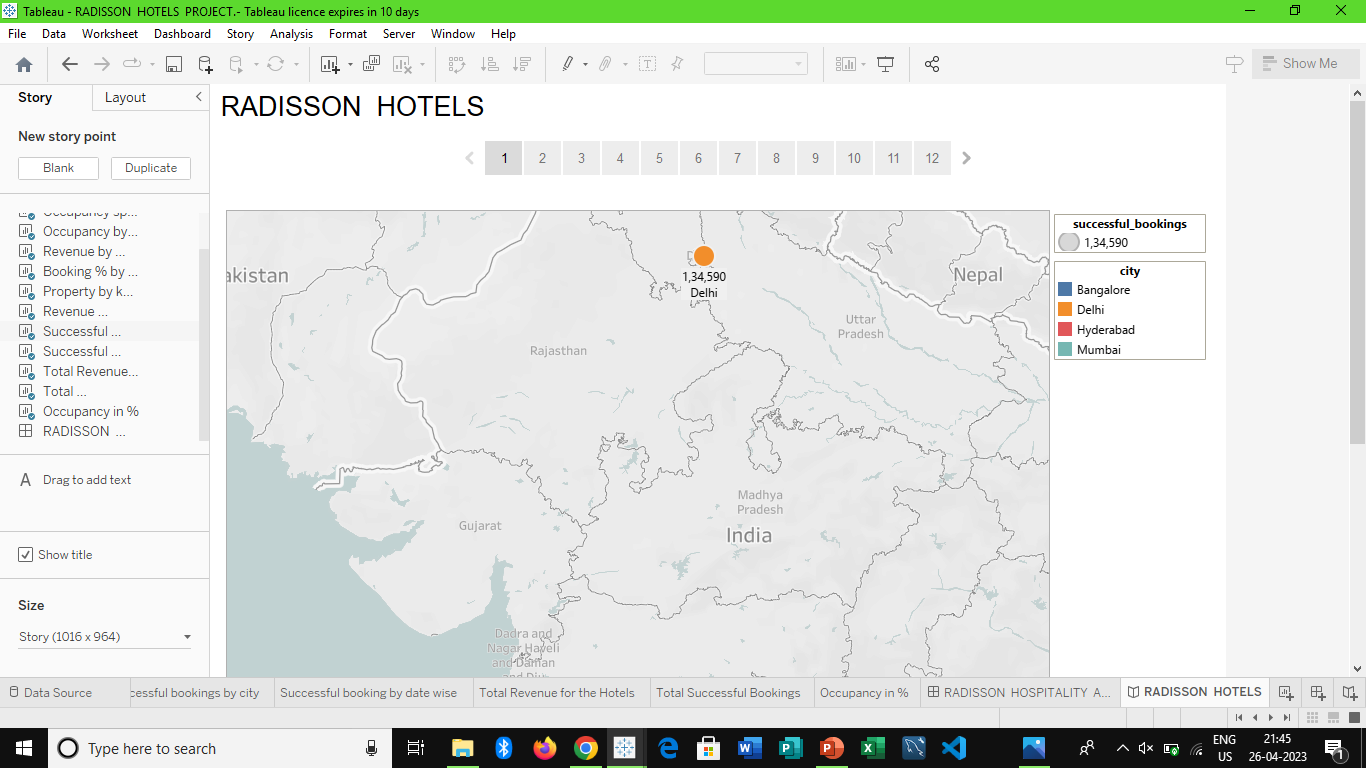 Tableau - RADISSON HOTELS PROJECT.- Tableau licence expires in 10 days
File Data Worksheet Dashboard Story Analysis Format Server Window Help
Show Me
Story Layout
New story point
Blank Duplicate
Occupancy sp...
Occupancy by...
Revenue by ...
Booking % by ...
Property by k...
Revenue ...
Successful ...
Successful ...
Total Revenue...
Total ...
Occupancy in %
RADISSON ...
A Drag to add text
Show title
Size
Story (1016 x 964)
RADISSON HOTELS
1 2 3 4 5 6 7 8 9 10 11 12
akistan
Nepal
1,34,590
Delhi
Uttar
Pradesh
Rajasthan
Madhya
Pradesh
Gujarat
India
Dadra and
Nagar Haveli
and Daman
and Diu
successful_bookings
1,34,590
city
Bangalore
Delhi
Hyderabad
Mumbai
Data Source cessful bookings by city Successful booking by date wise Total Revenue for the Hotels Total Successful Bookings Occupancy in % RADISSON HOSPITALITY A... RADISSON HOTELS
Type here to search
ENG
US
21:45
26-04-2023
1